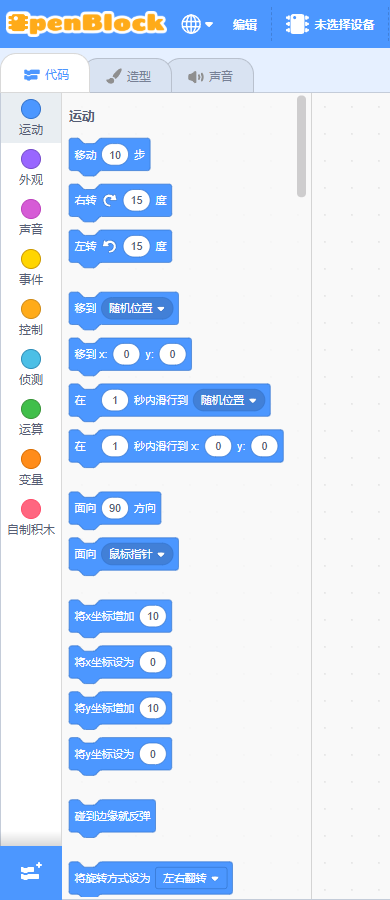 OpenBlock 编辑 未选择设备
代码 造型 声音
运动
外观
声音
事件
控制
侦测
运算
变量
自制积木
运动
移动 10 步
右转 15 度
左转 15 度
移到 随机位置
移到 x: 0 y: 0
在 1 秒内滑行到 随机位置
在 1 秒内滑行到 x: 0 y: 0
面向 90 方向
面向 鼠标指针
将x坐标增加 10
将x坐标设为 0
将y坐标增加 10
将y坐标设为 0
碰到边缘就反弹
将旋转方式设为 左右翻转